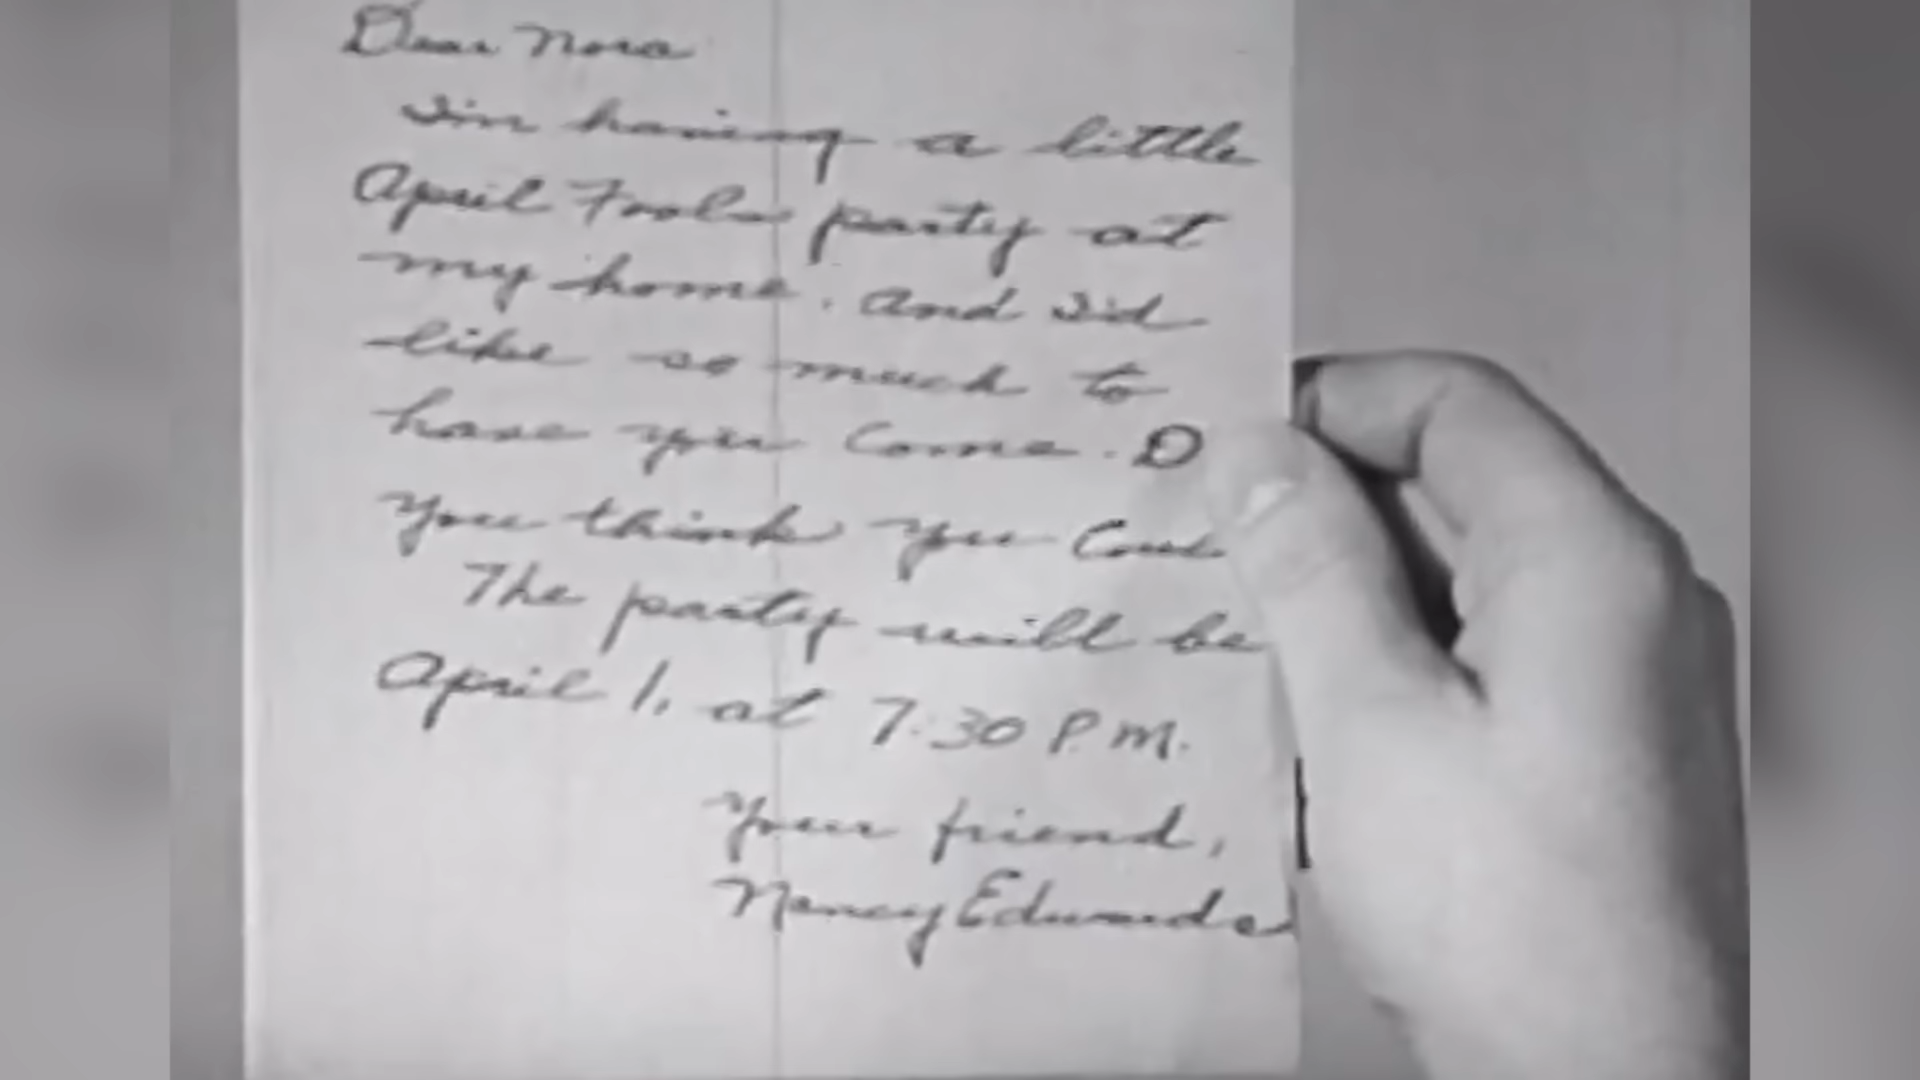 Dear Nora
I'm having a little
April Fools party at
my home. And I'd
like so much to
have you come. D
you think you
The party will be
April 1, at 7:30 P.M.
Your friend,
Nancy Edwards